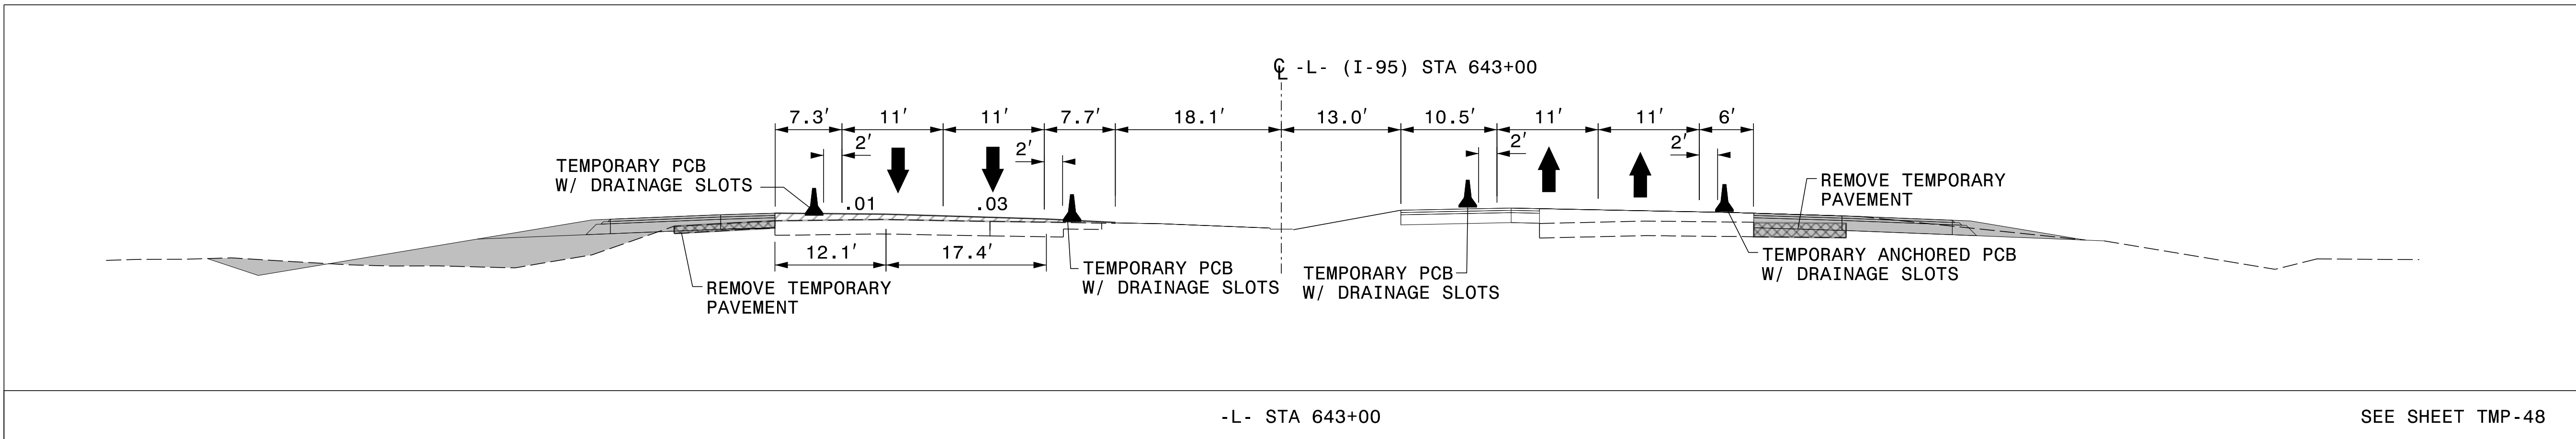 ℄ -L- (I-95) STA 643+00
7.3' 11' 11' 7.7' 18.1' 13.0' 10.5' 11' 11' 6'
2' 2' 2' 2'
TEMPORARY PCB
W/ DRAINAGE SLOTS
.01 .03
REMOVE TEMPORARY
PAVEMENT
12.1' 17.4'
REMOVE TEMPORARY
PAVEMENT
TEMPORARY PCB
W/ DRAINAGE SLOTS
TEMPORARY PCB
W/ DRAINAGE SLOTS
TEMPORARY ANCHORED PCB
W/ DRAINAGE SLOTS
-L- STA 643+00
SEE SHEET TMP-48